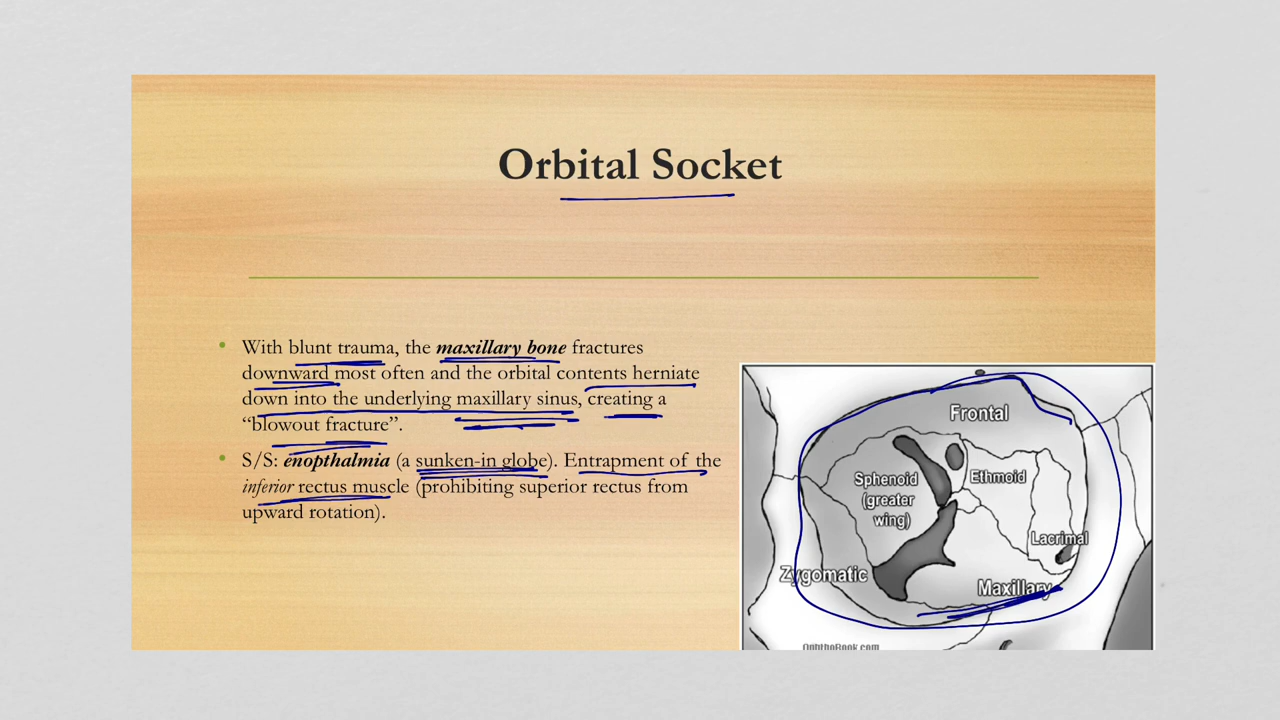 Orbital Socket
• With blunt trauma, the maxillary bone fractures
downward most often and the orbital contents herniate
down into the underlying maxillary sinus, creating a
“blowout fracture”.
• S/S: enopthalmia (a sunken-in globe). Entrapment of the
inferior rectus muscle (prohibiting superior rectus from
upward rotation).
Frontal
Sphenoid
(greater
wing)
Ethmoid
Lacrimal
Zygomatic
Maxillary
OphthoBook.com